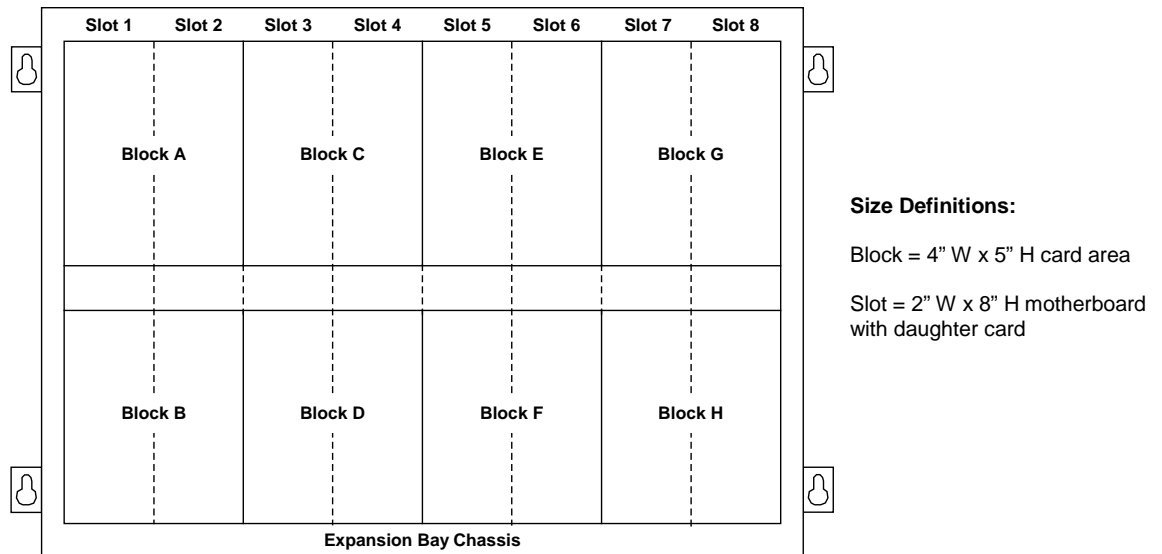 Slot 1 Slot 2 Slot 3 Slot 4 Slot 5 Slot 6 Slot 7 Slot 8
Block A Block C Block E Block G
Block B Block D Block F Block H
Expansion Bay Chassis
Size Definitions:
Block = 4” W x 5” H card area
Slot = 2” W x 8” H motherboard
with daughter card